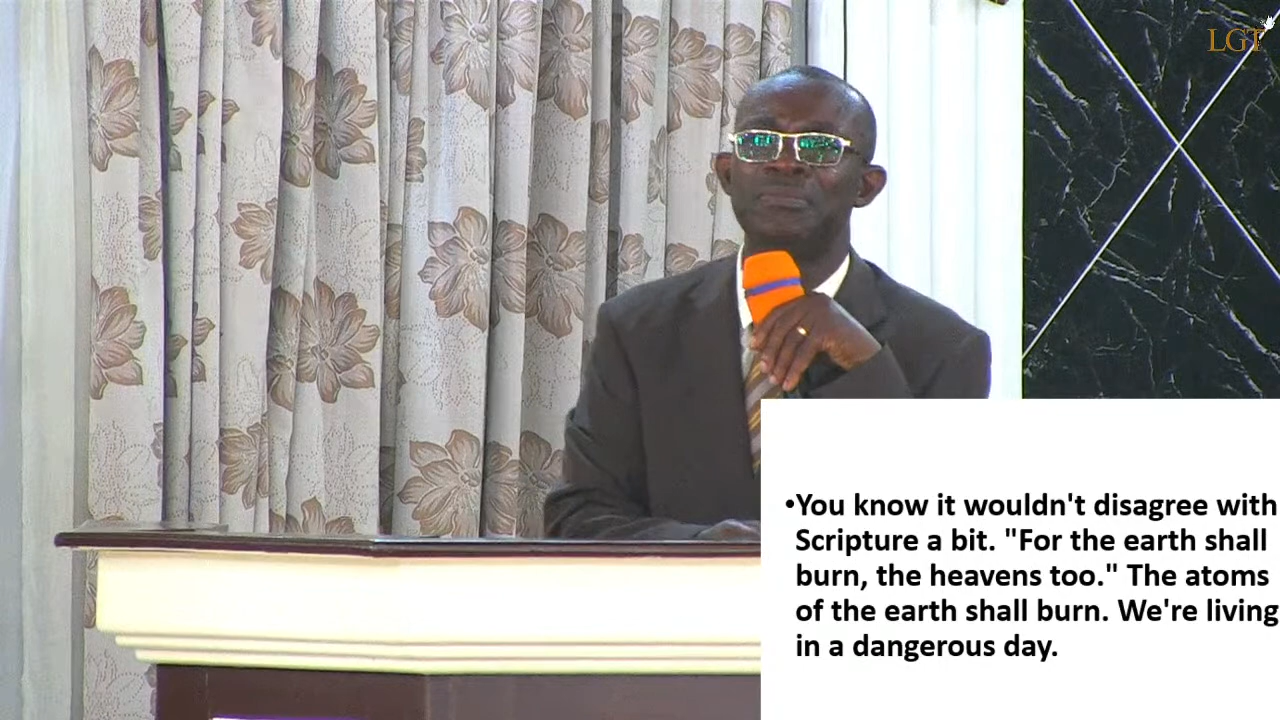 LGT
•You know it wouldn't disagree with
Scripture a bit. "For the earth shall
burn, the heavens too." The atoms
of the earth shall burn. We're living
in a dangerous day.